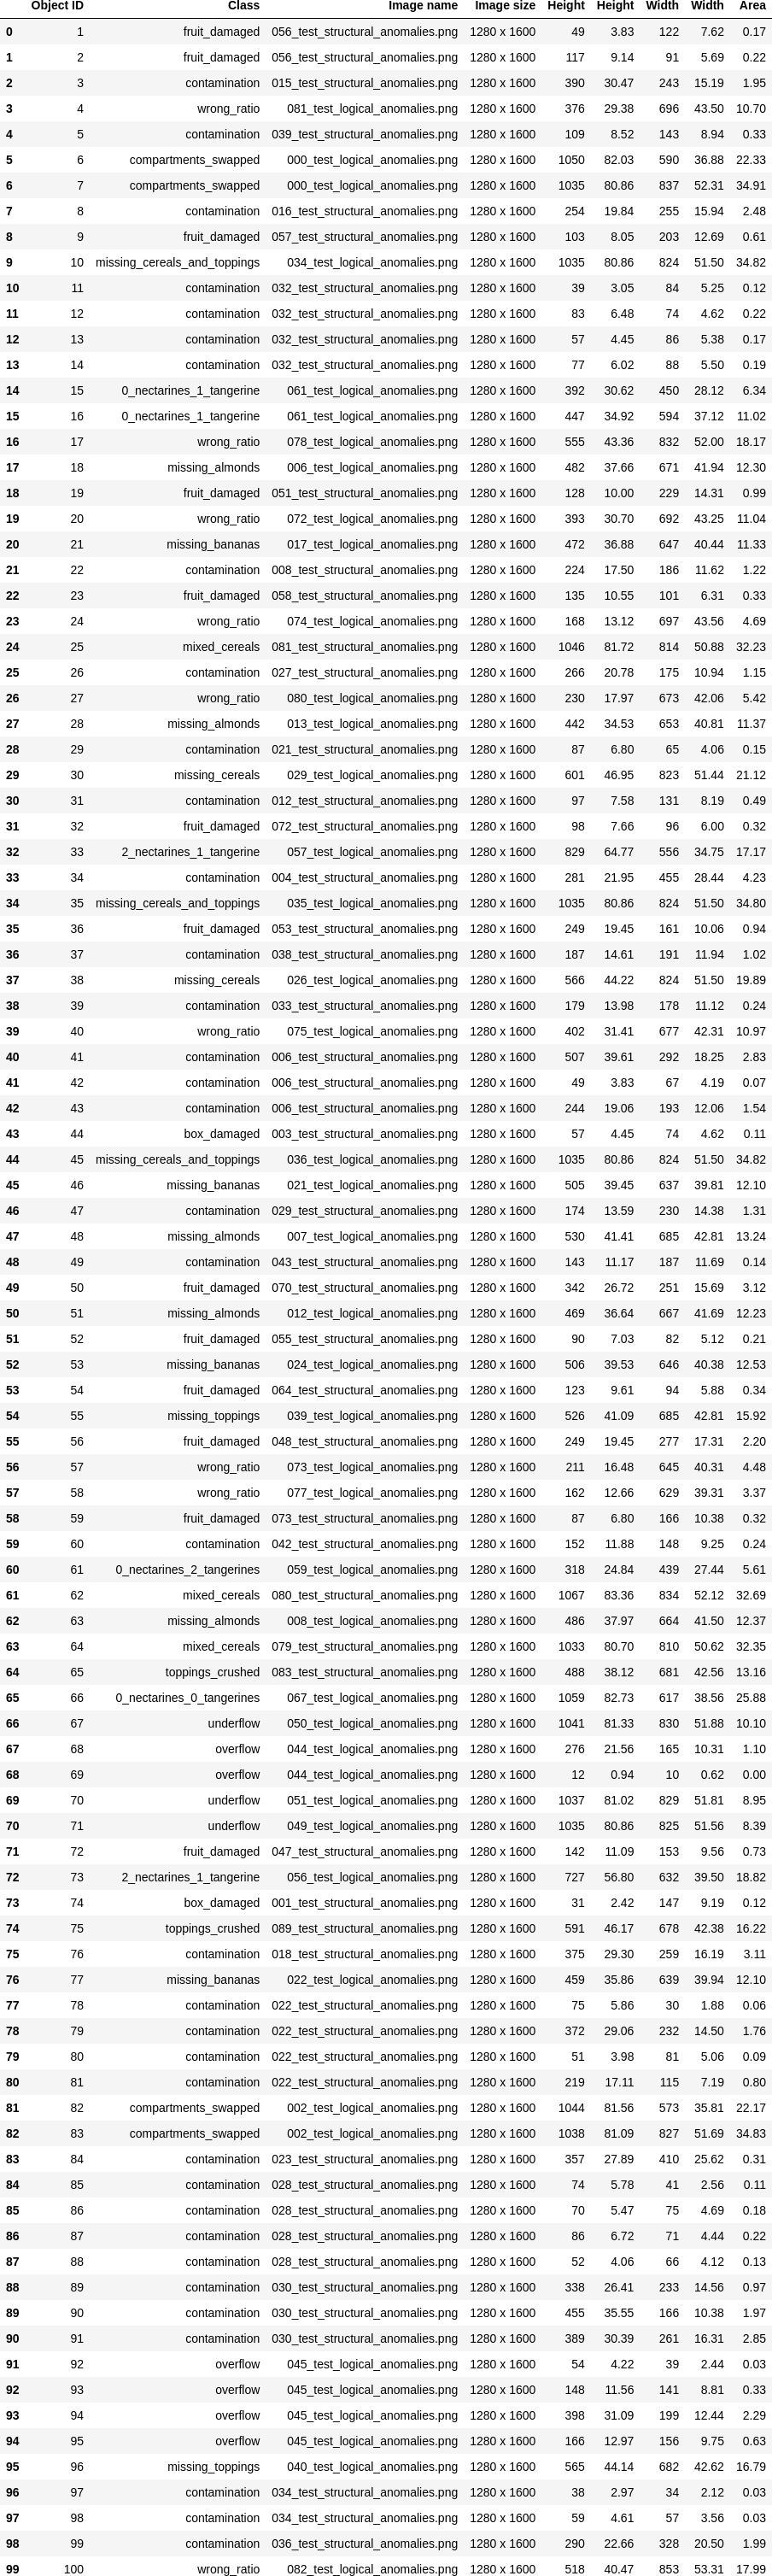 Object ID Class Image name Image size Height Height Width Width Area
0 1 fruit_damaged 056_test_structural_anomalies.png 1280 x 1600 49 3.83 122 7.62 0.17
1 2 fruit_damaged 056_test_structural_anomalies.png 1280 x 1600 117 9.14 91 5.69 0.22
2 3 contamination 015_test_structural_anomalies.png 1280 x 1600 390 30.47 243 15.19 1.95
3 4 wrong_ratio 081_test_logical_anomalies.png 1280 x 1600 376 29.38 696 43.50 10.70
4 5 contamination 039_test_structural_anomalies.png 1280 x 1600 109 8.52 143 8.94 0.33
5 6 compartments_swapped 000_test_logical_anomalies.png 1280 x 1600 1050 82.03 590 36.88 22.33
6 7 compartments_swapped 000_test_logical_anomalies.png 1280 x 1600 1035 80.86 837 52.31 34.91
7 8 contamination 016_test_structural_anomalies.png 1280 x 1600 254 19.84 255 15.94 2.48
8 9 fruit_damaged 057_test_structural_anomalies.png 1280 x 1600 103 8.05 203 12.69 0.61
9 10 missing_cereals_and_toppings 034_test_logical_anomalies.png 1280 x 1600 1035 80.86 824 51.50 34.82
10 11 contamination 032_test_structural_anomalies.png 1280 x 1600 39 3.05 84 5.25 0.12
11 12 contamination 032_test_structural_anomalies.png 1280 x 1600 83 6.48 74 4.62 0.22
12 13 contamination 032_test_structural_anomalies.png 1280 x 1600 57 4.45 86 5.38 0.17
13 14 contamination 032_test_structural_anomalies.png 1280 x 1600 77 6.02 88 5.50 0.19
14 15 0_nectarines_1_tangerine 061_test_logical_anomalies.png 1280 x 1600 392 30.62 450 28.12 6.34
15 16 0_nectarines_1_tangerine 061_test_logical_anomalies.png 1280 x 1600 447 34.92 594 37.12 11.02
16 17 wrong_ratio 078_test_logical_anomalies.png 1280 x 1600 555 43.36 832 52.00 18.17
17 18 missing_almonds 006_test_logical_anomalies.png 1280 x 1600 482 37.66 671 41.94 12.30
18 19 fruit_damaged 051_test_structural_anomalies.png 1280 x 1600 128 10.00 229 14.31 0.99
19 20 wrong_ratio 072_test_logical_anomalies.png 1280 x 1600 393 30.70 692 43.25 11.04
20 21 missing_bananas 017_test_logical_anomalies.png 1280 x 1600 472 36.88 647 40.44 11.33
21 22 contamination 008_test_structural_anomalies.png 1280 x 1600 224 17.50 186 11.62 1.22
22 23 fruit_damaged 058_test_structural_anomalies.png 1280 x 1600 135 10.55 101 6.31 0.33
23 24 wrong_ratio 074_test_logical_anomalies.png 1280 x 1600 168 13.12 697 43.56 4.69
24 25 mixed_cereals 081_test_structural_anomalies.png 1280 x 1600 1046 81.72 814 50.88 32.23
25 26 contamination 027_test_structural_anomalies.png 1280 x 1600 266 20.78 175 10.94 1.15
26 27 wrong_ratio 080_test_logical_anomalies.png 1280 x 1600 230 17.97 673 42.06 5.42
27 28 missing_almonds 013_test_logical_anomalies.png 1280 x 1600 442 34.53 653 40.81 11.37
28 29 contamination 021_test_structural_anomalies.png 1280 x 1600 87 6.80 65 4.06 0.15
29 30 missing_cereals 029_test_logical_anomalies.png 1280 x 1600 601 46.95 823 51.44 21.12
30 31 contamination 012_test_structural_anomalies.png 1280 x 1600 97 7.58 131 8.19 0.49
31 32 fruit_damaged 072_test_structural_anomalies.png 1280 x 1600 98 7.66 96 6.00 0.32
32 33 2_nectarines_1_tangerine 057_test_logical_anomalies.png 1280 x 1600 829 64.77 556 34.75 17.17
33 34 contamination 004_test_structural_anomalies.png 1280 x 1600 281 21.95 455 28.44 4.23
34 35 missing_cereals_and_toppings 035_test_logical_anomalies.png 1280 x 1600 1035 80.86 824 51.50 34.80
35 36 fruit_damaged 053_test_structural_anomalies.png 1280 x 1600 249 19.45 161 10.06 0.94
36 37 contamination 038_test_structural_anomalies.png 1280 x 1600 187 14.61 191 11.94 1.02
37 38 missing_cereals 026_test_logical_anomalies.png 1280 x 1600 566 44.22 824 51.50 19.89
38 39 contamination 033_test_structural_anomalies.png 1280 x 1600 179 13.98 178 11.12 0.24
39 40 wrong_ratio 075_test_logical_anomalies.png 1280 x 1600 402 31.41 677 42.31 10.97
40 41 contamination 006_test_structural_anomalies.png 1280 x 1600 507 39.61 292 18.25 2.83
41 42 contamination 006_test_structural_anomalies.png 1280 x 1600 49 3.83 67 4.19 0.07
42 43 contamination 006_test_structural_anomalies.png 1280 x 1600 244 19.06 193 12.06 1.54
43 44 box_damaged 003_test_structural_anomalies.png 1280 x 1600 57 4.45 74 4.62 0.11
44 45 missing_cereals_and_toppings 036_test_logical_anomalies.png 1280 x 1600 1035 80.86 824 51.50 34.82
45 46 missing_bananas 021_test_logical_anomalies.png 1280 x 1600 505 39.45 637 39.81 12.10
46 47 contamination 029_test_structural_anomalies.png 1280 x 1600 174 13.59 230 14.38 1.31
47 48 missing_almonds 007_test_logical_anomalies.png 1280 x 1600 530 41.41 685 42.81 13.24
48 49 contamination 043_test_structural_anomalies.png 1280 x 1600 143 11.17 187 11.69 0.14
49 50 fruit_damaged 070_test_structural_anomalies.png 1280 x 1600 342 26.72 251 15.69 3.12
50 51 missing_almonds 012_test_logical_anomalies.png 1280 x 1600 469 36.64 667 41.69 12.23
51 52 fruit_damaged 055_test_structural_anomalies.png 1280 x 1600 90 7.03 82 5.12 0.21
52 53 missing_bananas 024_test_logical_anomalies.png 1280 x 1600 506 39.53 646 40.38 12.53
53 54 fruit_damaged 064_test_structural_anomalies.png 1280 x 1600 123 9.61 94 5.88 0.34
54 55 missing_toppings 039_test_logical_anomalies.png 1280 x 1600 526 41.09 685 42.81 15.92
55 56 fruit_damaged 048_test_structural_anomalies.png 1280 x 1600 249 19.45 277 17.31 2.20
56 57 wrong_ratio 073_test_logical_anomalies.png 1280 x 1600 211 16.48 645 40.31 4.48
57 58 wrong_ratio 077_test_logical_anomalies.png 1280 x 1600 162 12.66 629 39.31 3.37
58 59 fruit_damaged 073_test_structural_anomalies.png 1280 x 1600 87 6.80 166 10.38 0.32
59 60 contamination 042_test_structural_anomalies.png 1280 x 1600 152 11.88 148 9.25 0.24
60 61 0_nectarines_2_tangerines 059_test_logical_anomalies.png 1280 x 1600 318 24.84 439 27.44 5.61
61 62 mixed_cereals 080_test_structural_anomalies.png 1280 x 1600 1067 83.36 834 52.12 32.69
62 63 missing_almonds 008_test_logical_anomalies.png 1280 x 1600 486 37.97 664 41.50 12.37
63 64 mixed_cereals 079_test_structural_anomalies.png 1280 x 1600 1033 80.70 810 50.62 32.35
64 65 toppings_crushed 083_test_structural_anomalies.png 1280 x 1600 488 38.12 681 42.56 13.16
65 66 0_nectarines_0_tangerines 067_test_logical_anomalies.png 1280 x 1600 1059 82.73 617 38.56 25.88
66 67 underflow 050_test_logical_anomalies.png 1280 x 1600 1041 81.33 830 51.88 10.10
67 68 overflow 044_test_logical_anomalies.png 1280 x 1600 276 21.56 165 10.31 1.10
68 69 overflow 044_test_logical_anomalies.png 1280 x 1600 12 0.94 10 0.62 0.00
69 70 underflow 051_test_logical_anomalies.png 1280 x 1600 1037 81.02 829 51.81 8.95
70 71 underflow 049_test_logical_anomalies.png 1280 x 1600 1035 80.86 825 51.56 8.39
71 72 fruit_damaged 047_test_structural_anomalies.png 1280 x 1600 142 11.09 153 9.56 0.73
72 73 2_nectarines_1_tangerine 056_test_logical_anomalies.png 1280 x 1600 727 56.80 632 39.50 18.82
73 74 box_damaged 001_test_structural_anomalies.png 1280 x 1600 31 2.42 147 9.19 0.12
74 75 toppings_crushed 089_test_structural_anomalies.png 1280 x 1600 591 46.17 678 42.38 16.22
75 76 contamination 018_test_structural_anomalies.png 1280 x 1600 375 29.30 259 16.19 3.11
76 77 missing_bananas 022_test_logical_anomalies.png 1280 x 1600 459 35.86 639 39.94 12.10
77 78 contamination 022_test_structural_anomalies.png 1280 x 1600 75 5.86 30 1.88 0.06
78 79 contamination 022_test_structural_anomalies.png 1280 x 1600 372 29.06 232 14.50 1.76
79 80 contamination 022_test_structural_anomalies.png 1280 x 1600 51 3.98 81 5.06 0.09
80 81 contamination 022_test_structural_anomalies.png 1280 x 1600 219 17.11 115 7.19 0.80
81 82 compartments_swapped 002_test_logical_anomalies.png 1280 x 1600 1044 81.56 573 35.81 22.17
82 83 compartments_swapped 002_test_logical_anomalies.png 1280 x 1600 1038 81.09 827 51.69 34.83
83 84 contamination 023_test_structural_anomalies.png 1280 x 1600 357 27.89 410 25.62 0.31
84 85 contamination 028_test_structural_anomalies.png 1280 x 1600 74 5.78 41 2.56 0.11
85 86 contamination 028_test_structural_anomalies.png 1280 x 1600 70 5.47 75 4.69 0.18
86 87 contamination 028_test_structural_anomalies.png 1280 x 1600 86 6.72 71 4.44 0.22
87 88 contamination 028_test_structural_anomalies.png 1280 x 1600 52 4.06 66 4.12 0.13
88 89 contamination 030_test_structural_anomalies.png 1280 x 1600 338 26.41 233 14.56 0.97
89 90 contamination 030_test_structural_anomalies.png 1280 x 1600 455 35.55 166 10.38 1.97
90 91 contamination 030_test_structural_anomalies.png 1280 x 1600 389 30.39 261 16.31 2.85
91 92 overflow 045_test_logical_anomalies.png 1280 x 1600 54 4.22 39 2.44 0.03
92 93 overflow 045_test_logical_anomalies.png 1280 x 1600 148 11.56 141 8.81 0.33
93 94 overflow 045_test_logical_anomalies.png 1280 x 1600 398 31.09 199 12.44 2.29
94 95 overflow 045_test_logical_anomalies.png 1280 x 1600 166 12.97 156 9.75 0.63
95 96 missing_toppings 040_test_logical_anomalies.png 1280 x 1600 565 44.14 682 42.62 16.79
96 97 contamination 034_test_structural_anomalies.png 1280 x 1600 38 2.97 34 2.12 0.03
97 98 contamination 034_test_structural_anomalies.png 1280 x 1600 59 4.61 57 3.56 0.03
98 99 contamination 036_test_structural_anomalies.png 1280 x 1600 290 22.66 328 20.50 1.99
99 100 wrong_ratio 082_test_logical_anomalies.png 1280 x 1600 518 40.47 853 53.31 17.99